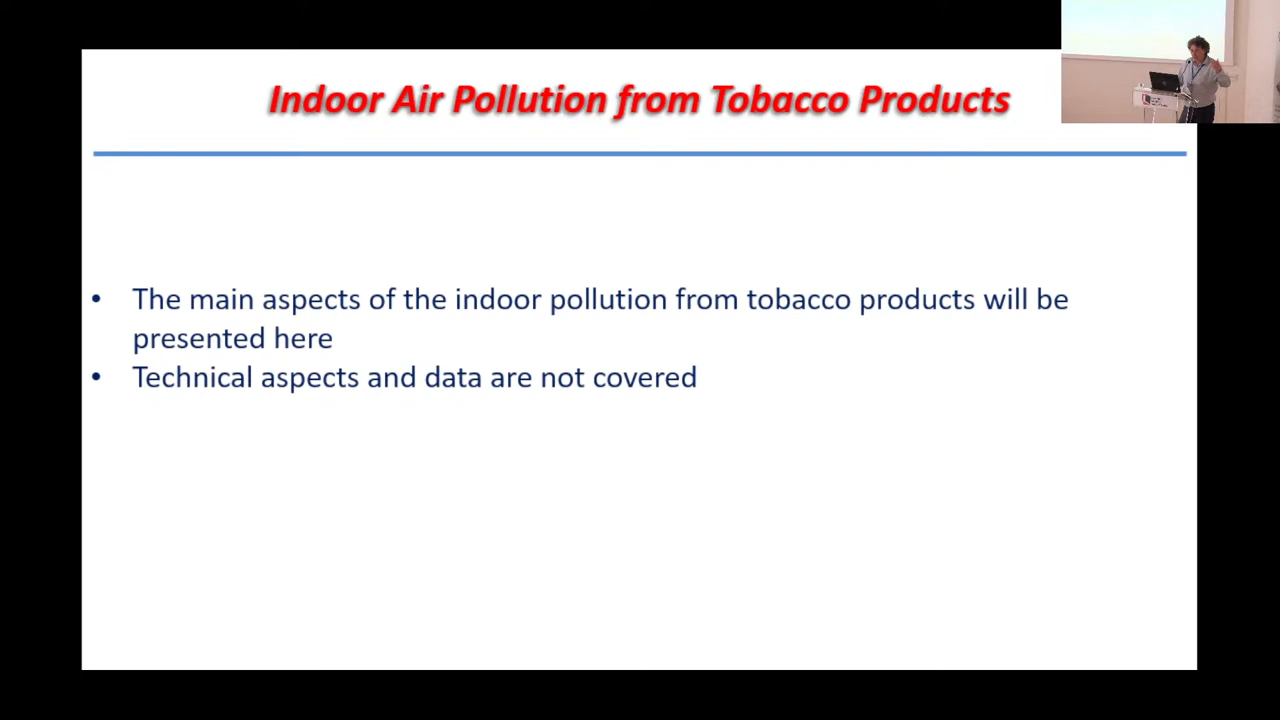 Indoor Air Pollution from Tobacco Products
• The main aspects of the indoor pollution from tobacco products will be
presented here
• Technical aspects and data are not covered